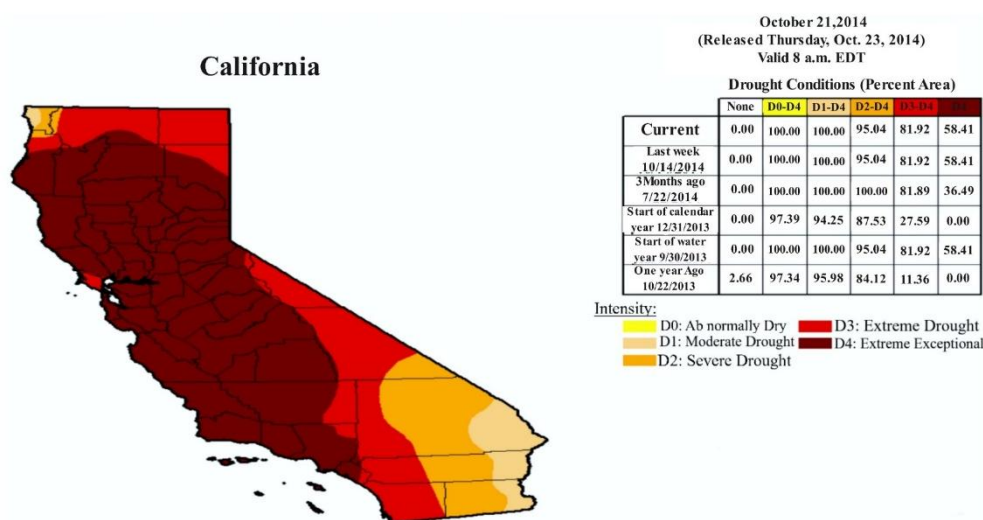 October 21,2014
(Released Thursday, Oct. 23, 2014)
Valid 8 a.m. EDT
California
Drought Conditions (Percent Area)
None D0-D4 D1-D4 D2-D4 D3-D4 D4
Current 0.00 100.00 100.00 95.04 81.92 58.41
Last week
10/14/2014 0.00 100.00 100.00 95.04 81.92 58.41
3Months ago
7/22/2014 0.00 100.00 100.00 100.00 81.89 36.49
Start of calendar
year 12/31/2013 0.00 97.39 94.25 87.53 27.59 0.00
Start of water
year 9/30/2013 0.00 100.00 100.00 95.04 81.92 58.41
One year Ago
10/22/2013 2.66 97.34 95.98 84.12 11.36 0.00
Intensity:
D0: Ab normally Dry D3: Extreme Drought
D1: Moderate Drought D4: Extreme Exceptional
D2: Severe Drought